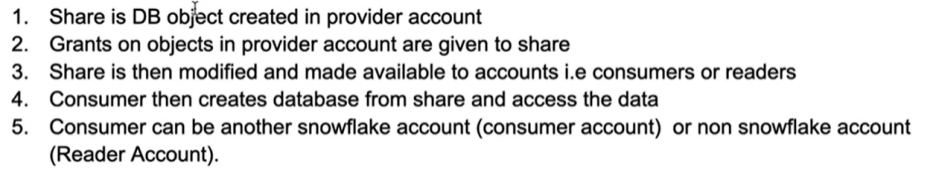 1. Share is DB object created in provider account
2. Grants on objects in provider account are given to share
3. Share is then modified and made available to accounts i.e consumers or readers
4. Consumer then creates database from share and access the data
5. Consumer can be another snowflake account (consumer account) or non snowflake account
(Reader Account).